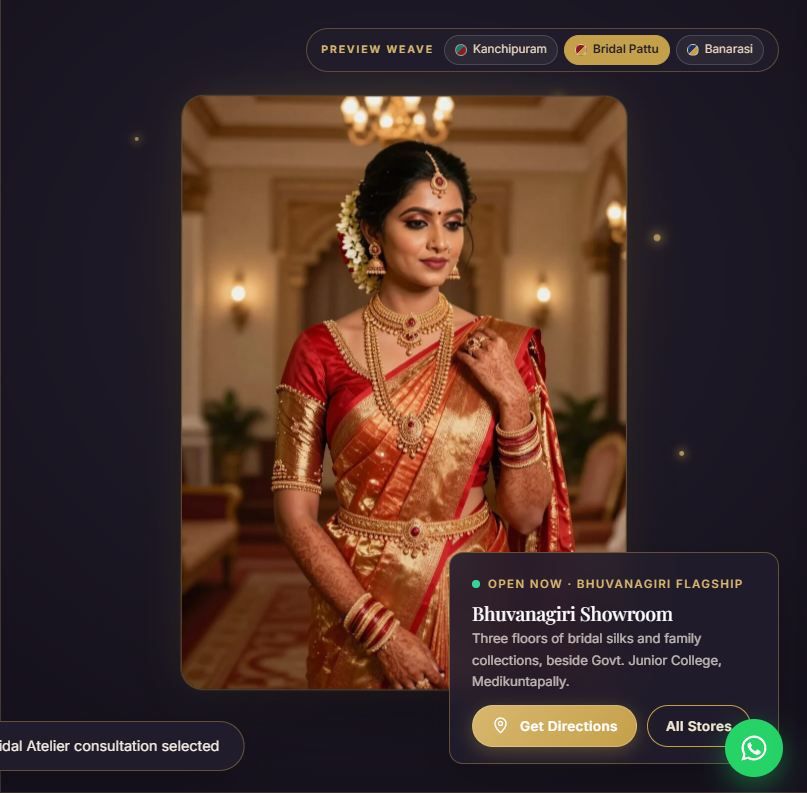 PREVIEW WEAVE Kanchipuram Bridal Pattu Banarasi
OPEN NOW · BHUVANAGIRI FLAGSHIP
Bhuvanagiri Showroom
Three floors of bridal silks and family
collections, beside Govt. Junior College,
Medikuntapally.
Get Directions All Stores
Atelier consultation selected